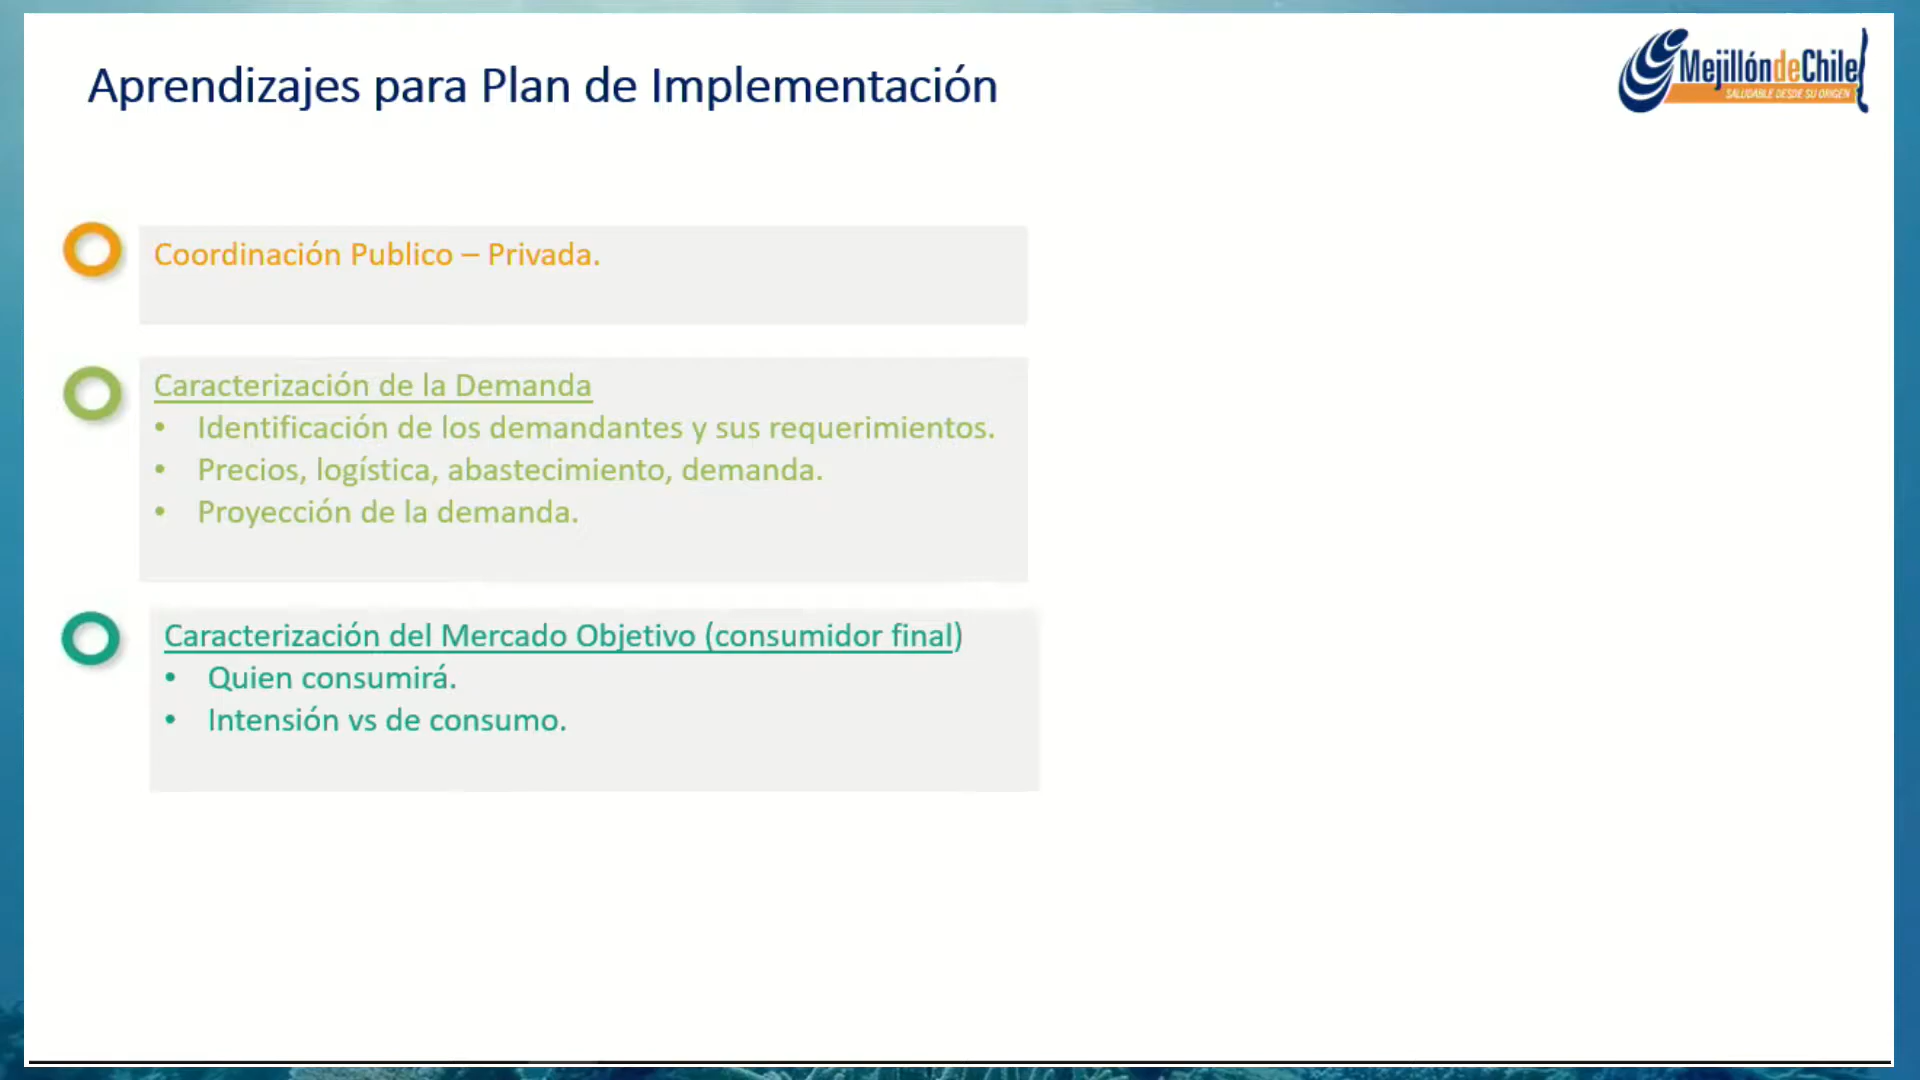 Aprendizajes para Plan de Implementación
MejillóndeChile
SALUDABLE DESDE SU ORIGEN
Coordinación Publico – Privada.
Caracterización de la Demanda
• Identificación de los demandantes y sus requerimientos.
• Precios, logística, abastecimiento, demanda.
• Proyección de la demanda.
Caracterización del Mercado Objetivo (consumidor final)
• Quien consumirá.
• Intensión vs de consumo.